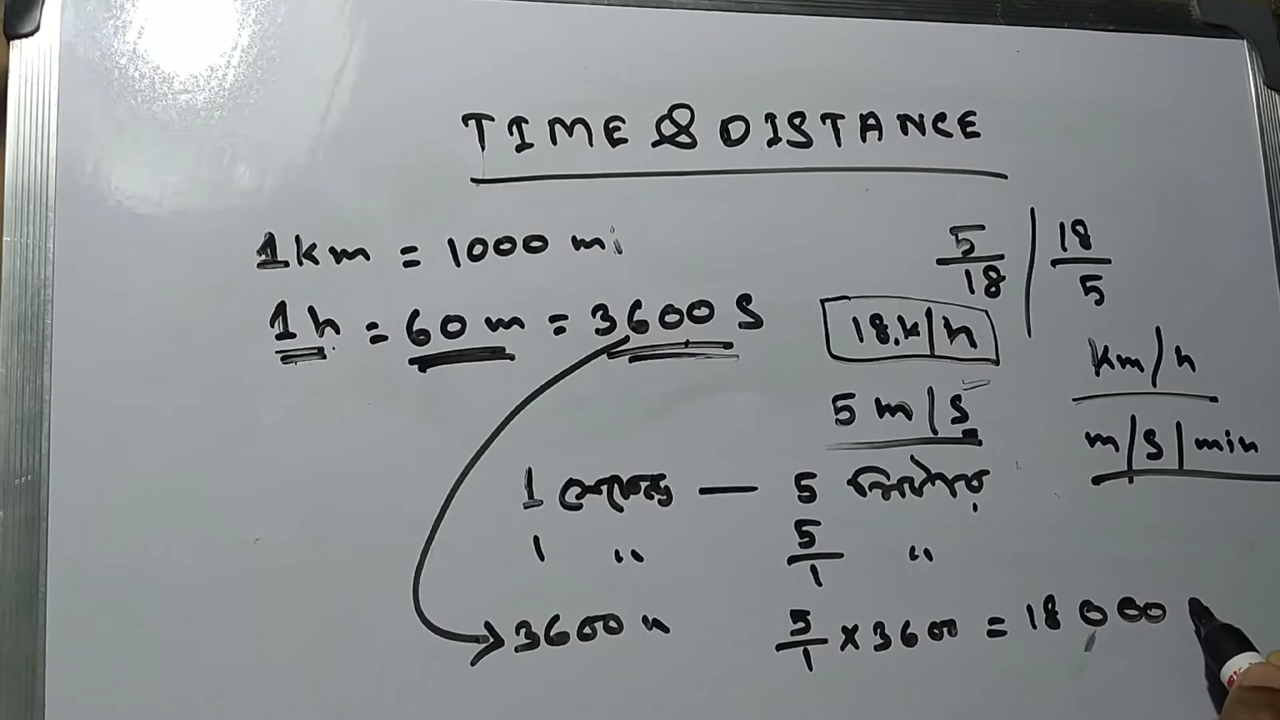 TIME & DISTANCE
1km = 1000 m
1h = 60m = 3600 S
5/18 | 18/5
18.k/h
km/h
5 m/s
m/s/min
1 সেকেন্ড — 5 মিটার
1 " 5/1 "
3600 " 5/1 × 3600 = 18000